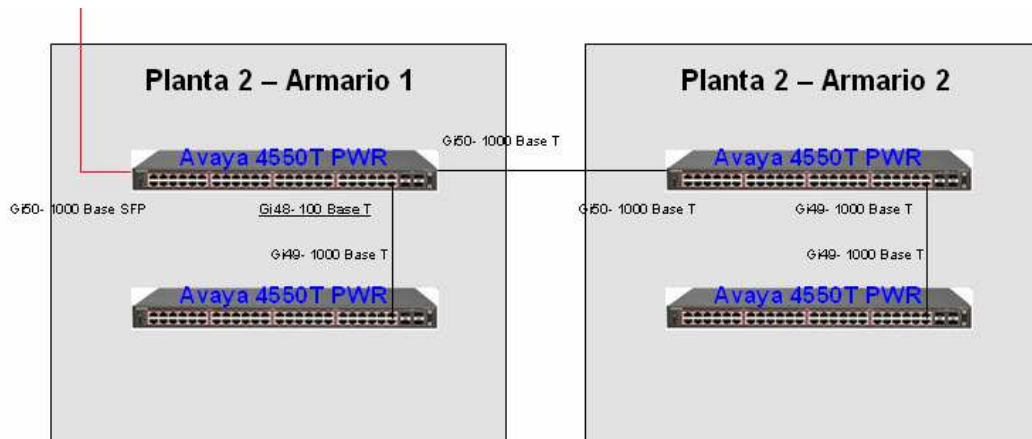 Planta 2 – Armario 1
Planta 2 – Armario 2
Gi50- 1000 Base T
Avaya 4550T PWR
Avaya 4550T PWR
Gi50- 1000 Base SFP
Gi48- 100 Base T
Gi50- 1000 Base T
Gi49- 1000 Base T
Gi49- 1000 Base T
Gi49- 1000 Base T
Avaya 4550T PWR
Avaya 4550T PWR